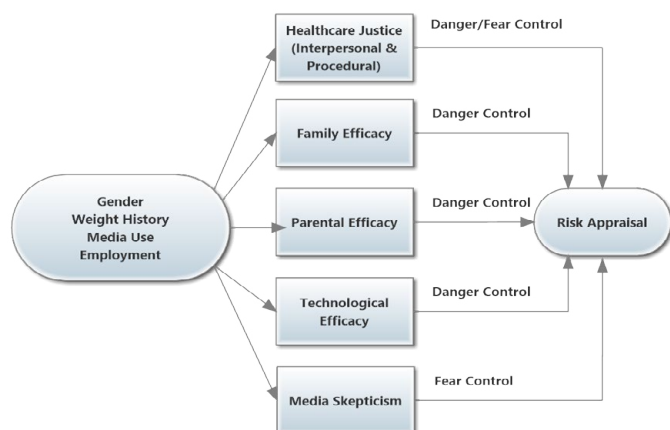 Healthcare Justice
(Interpersonal &
Procedural)
Danger/Fear Control
Family Efficacy
Danger Control
Gender
Weight History
Media Use
Employment
Parental Efficacy
Danger Control
Risk Appraisal
Technological
Efficacy
Danger Control
Media Skepticism
Fear Control